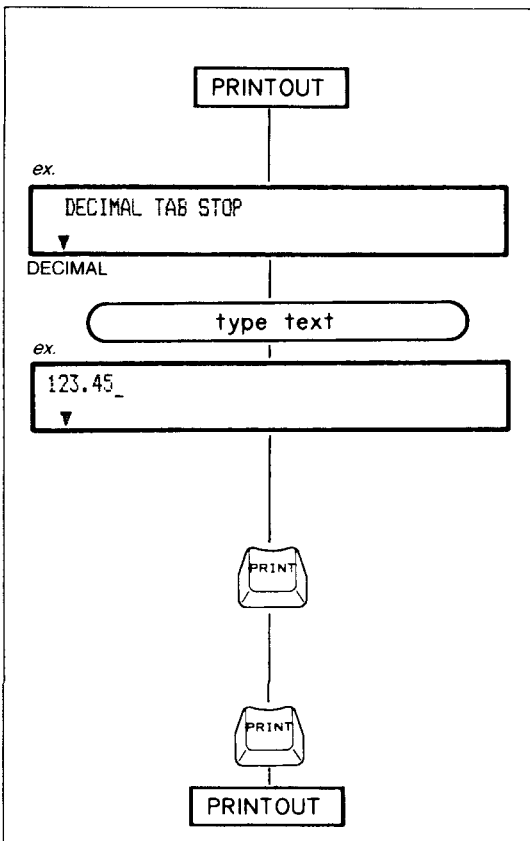 PRINTOUT
ex.
DECIMAL TAB STOP
DECIMAL
type text
ex.
123.45_
PRINT
PRINT
PRINTOUT